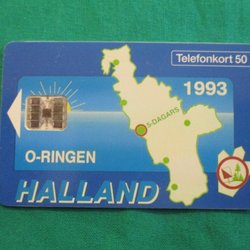 Telefonkort 50
1993
5-DAGARS
O-RINGEN
HALLAND